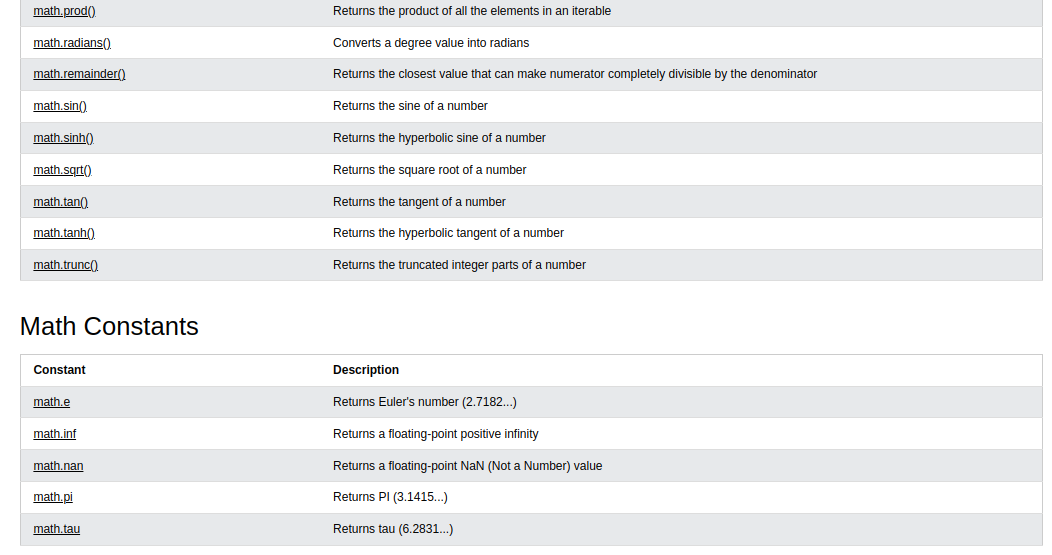 math.prod() Returns the product of all the elements in an iterable
math.radians() Converts a degree value into radians
math.remainder() Returns the closest value that can make numerator completely divisible by the denominator
math.sin() Returns the sine of a number
math.sinh() Returns the hyperbolic sine of a number
math.sqrt() Returns the square root of a number
math.tan() Returns the tangent of a number
math.tanh() Returns the hyperbolic tangent of a number
math.trunc() Returns the truncated integer parts of a number
Math Constants
Constant Description
math.e Returns Euler's number (2.7182...)
math.inf Returns a floating-point positive infinity
math.nan Returns a floating-point NaN (Not a Number) value
math.pi Returns PI (3.1415...)
math.tau Returns tau (6.2831...)